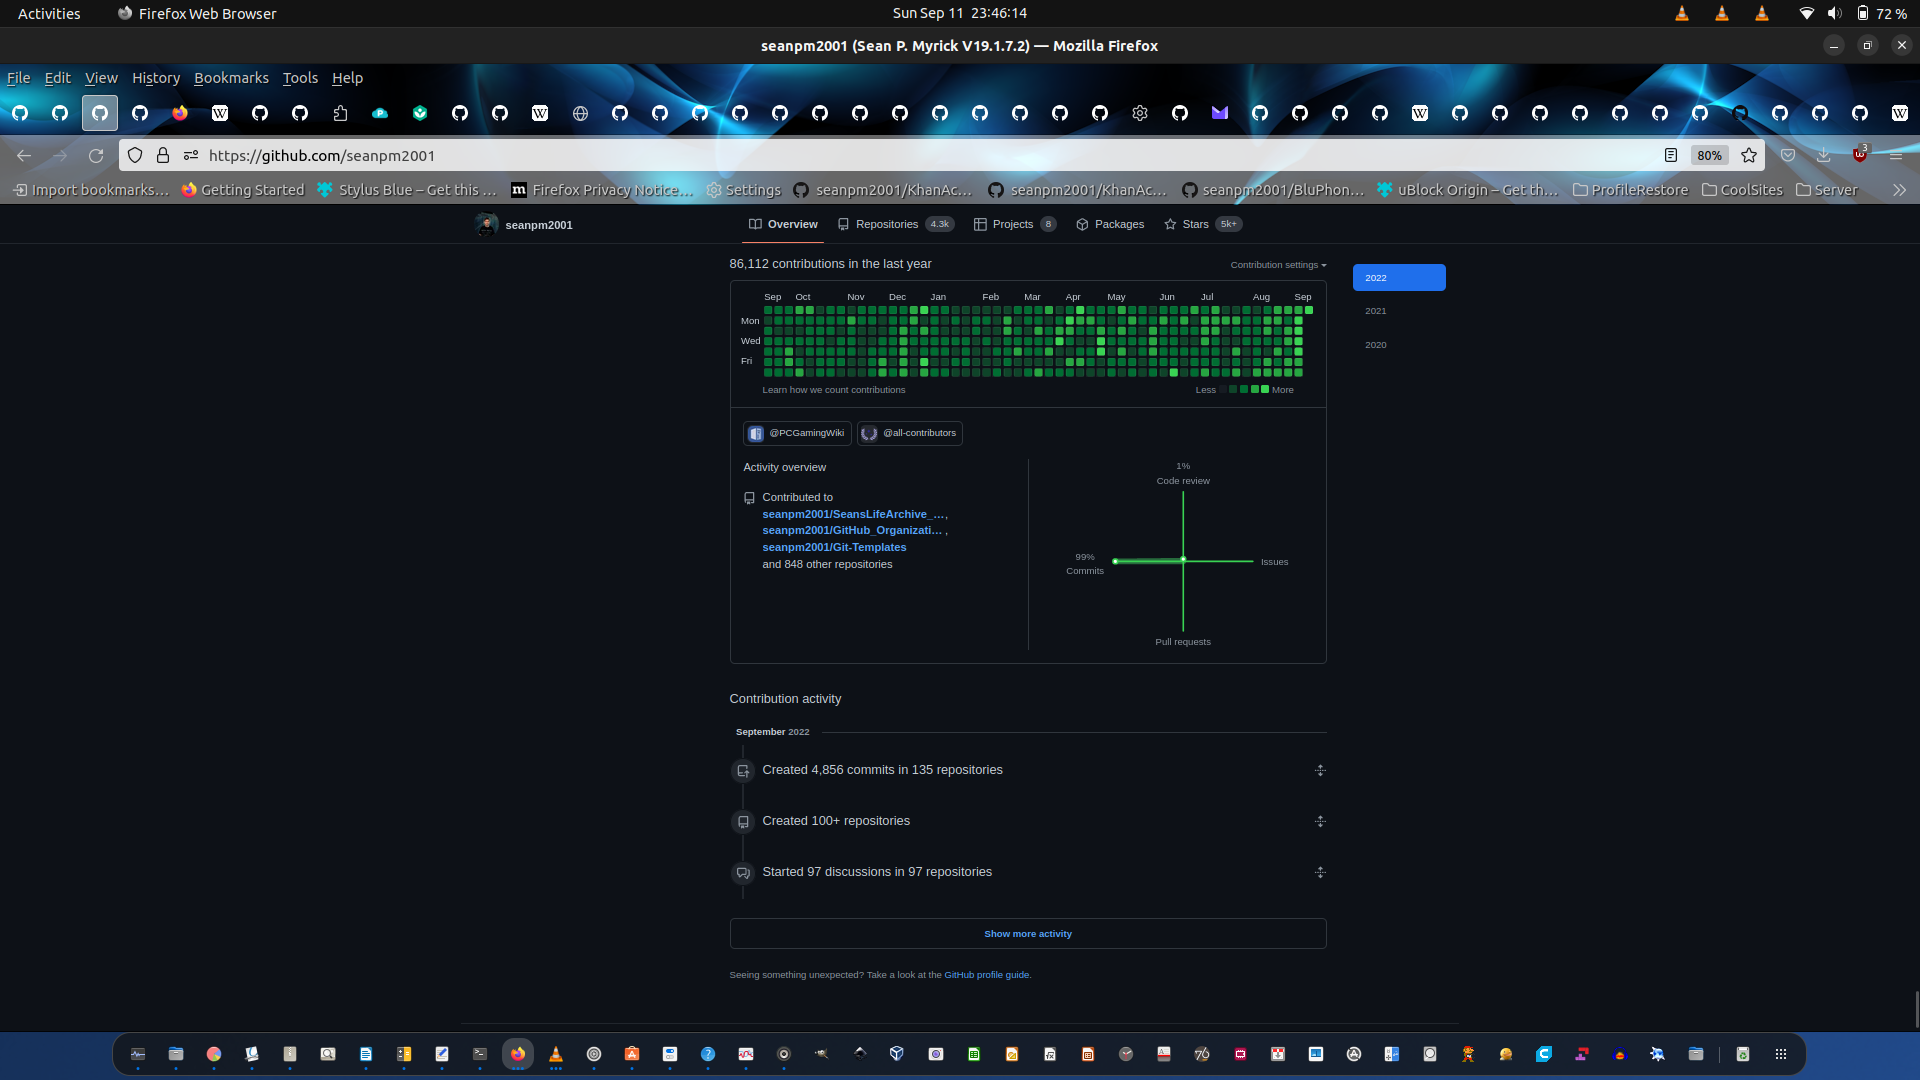 Activities
Firefox Web Browser
Sun Sep 11 23:46:14
72 %
seanpm2001 (Sean P. Myrick V19.1.7.2) — Mozilla Firefox
File Edit View History Bookmarks Tools Help
https://github.com/seanpm2001
80%
3
Import bookmarks…
Getting Started
Stylus Blue – Get this …
Firefox Privacy Notice…
Settings
seanpm2001/KhanAc…
seanpm2001/KhanAc…
seanpm2001/BluPhon…
uBlock Origin – Get th…
ProfileRestore
CoolSites
Server
seanpm2001
Overview
Repositories 4.3k
Projects 8
Packages
Stars 5k+
86,112 contributions in the last year
Contribution settings
2022
2021
2020
Sep Oct Nov Dec Jan Feb Mar Apr May Jun Jul Aug Sep
Mon
Wed
Fri
Learn how we count contributions
Less More
@PCGamingWiki
@all-contributors
Activity overview
Contributed to
seanpm2001/SeansLifeArchive_…,
seanpm2001/GitHub_Organizati… ,
seanpm2001/Git-Templates
and 848 other repositories
1%
Code review
99%
Commits
Issues
Pull requests
Contribution activity
September 2022
Created 4,856 commits in 135 repositories
Created 100+ repositories
Started 97 discussions in 97 repositories
Show more activity
Seeing something unexpected? Take a look at the GitHub profile guide.